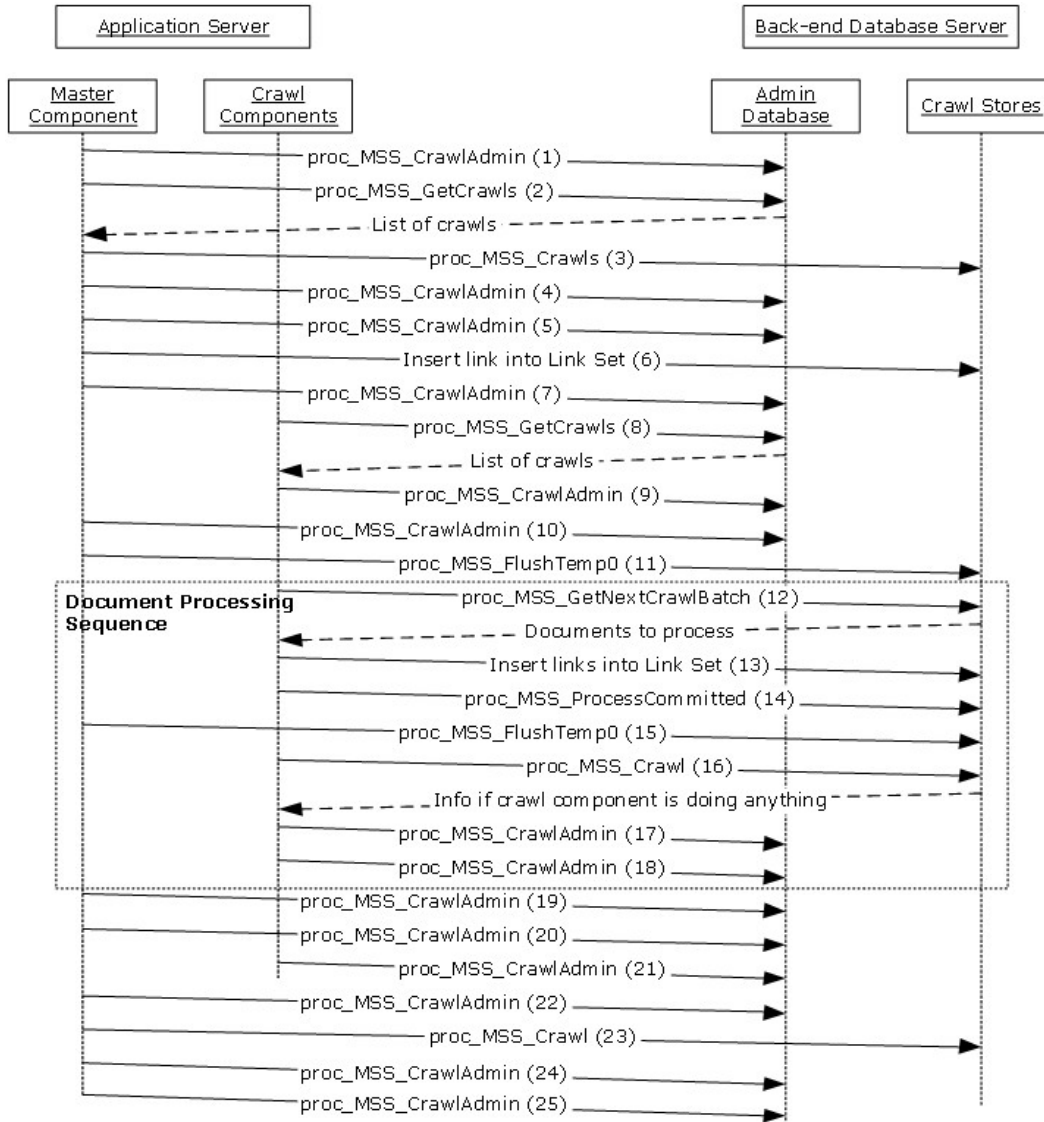 Application Server
Back-end Database Server
Master
Component
Crawl
Components
Admin
Database
Crawl Stores
proc_MSS_CrawlAdmin (1)
proc_MSS_GetCrawls (2)
List of crawls
proc_MSS_Crawls (3)
proc_MSS_CrawlAdmin (4)
proc_MSS_CrawlAdmin (5)
Insert link into Link Set (6)
proc_MSS_CrawlAdmin (7)
proc_MSS_GetCrawls (8)
List of crawls
proc_MSS_CrawlAdmin (9)
proc_MSS_CrawlAdmin (10)
proc_MSS_FlushTemp0 (11)
Document Processing
Sequence
proc_MSS_GetNextCrawlBatch (12)
Documents to process
Insert links into Link Set (13)
proc_MSS_ProcessCommitted (14)
proc_MSS_FlushTemp0 (15)
proc_MSS_Crawl (16)
Info if crawl component is doing anything
proc_MSS_CrawlAdmin (17)
proc_MSS_CrawlAdmin (18)
proc_MSS_CrawlAdmin (19)
proc_MSS_CrawlAdmin (20)
proc_MSS_CrawlAdmin (21)
proc_MSS_CrawlAdmin (22)
proc_MSS_Crawl (23)
proc_MSS_CrawlAdmin (24)
proc_MSS_CrawlAdmin (25)